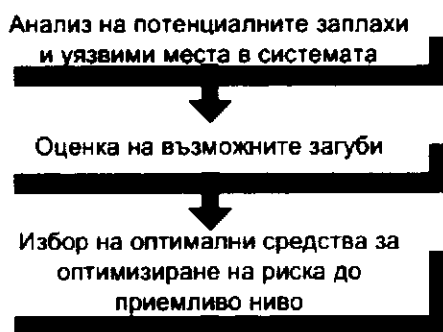 Анализ на потенциалните заплахи
и уязвими места в системата
Оценка на възможните загуби
Избор на оптимални средства за
оптимизиране на риска до
приемливо ниво